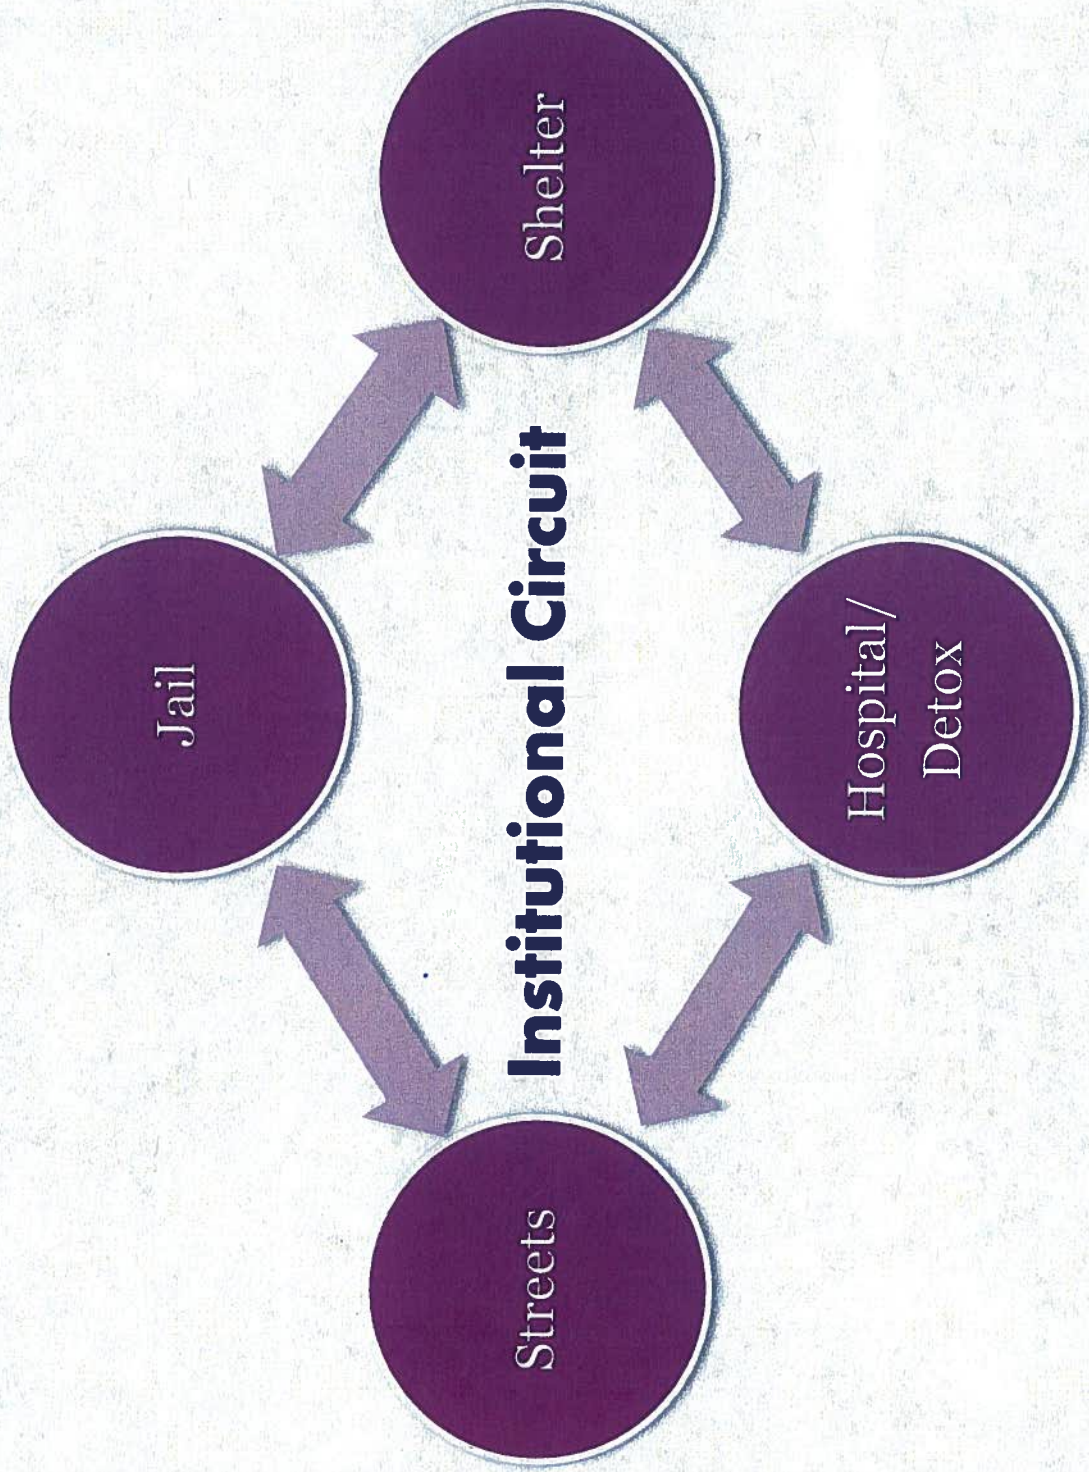 Jail
Streets
Institutional Circuit
Shelter
Hospital/
Detox